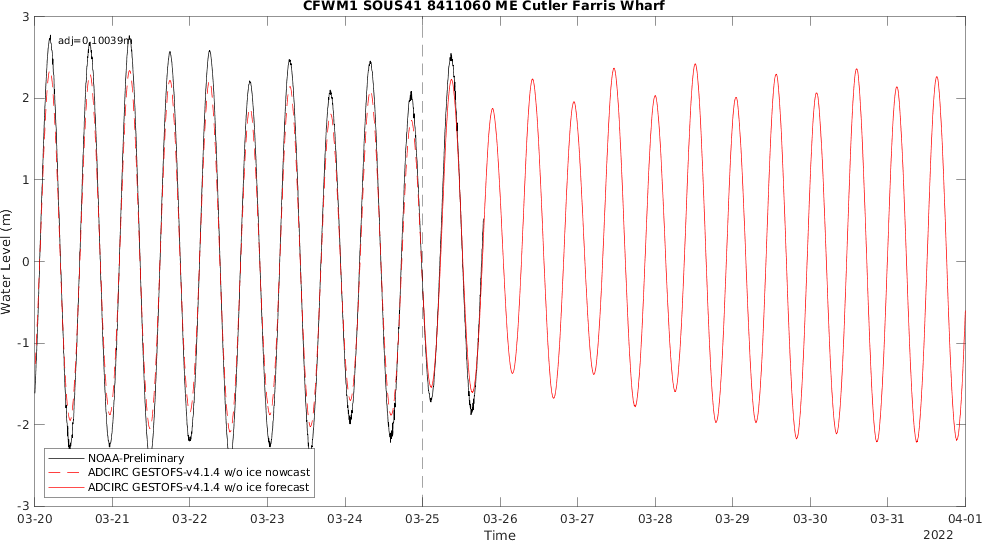 CFWM1 SOUS41 8411060 ME Cutler Farris Wharf
adj=0.10039m
3
2
1
0
-1
-2
-3
Water Level (m)
NOAA-Preliminary
ADCIRC GESTOFS-v4.1.4 w/o ice nowcast
ADCIRC GESTOFS-v4.1.4 w/o ice forecast
03-20 03-21 03-22 03-23 03-24 03-25 03-26 03-27 03-28 03-29 03-30 03-31 04-01
Time
2022